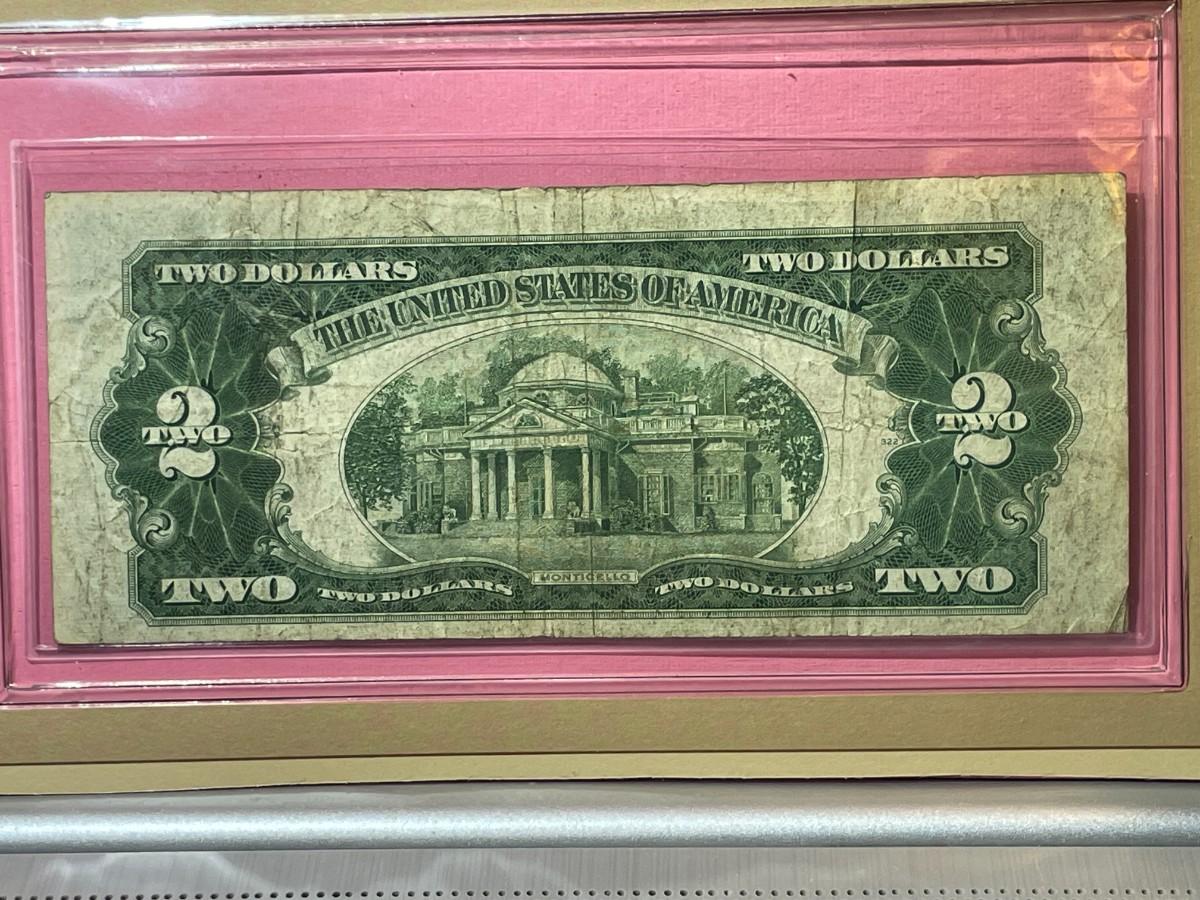 TWO DOLLARS TWO DOLLARS
THE UNITED STATES OF AMERICA
2 2
TWO TWO
322
MONTICELLO
TWO TWO DOLLARS TWO DOLLARS TWO